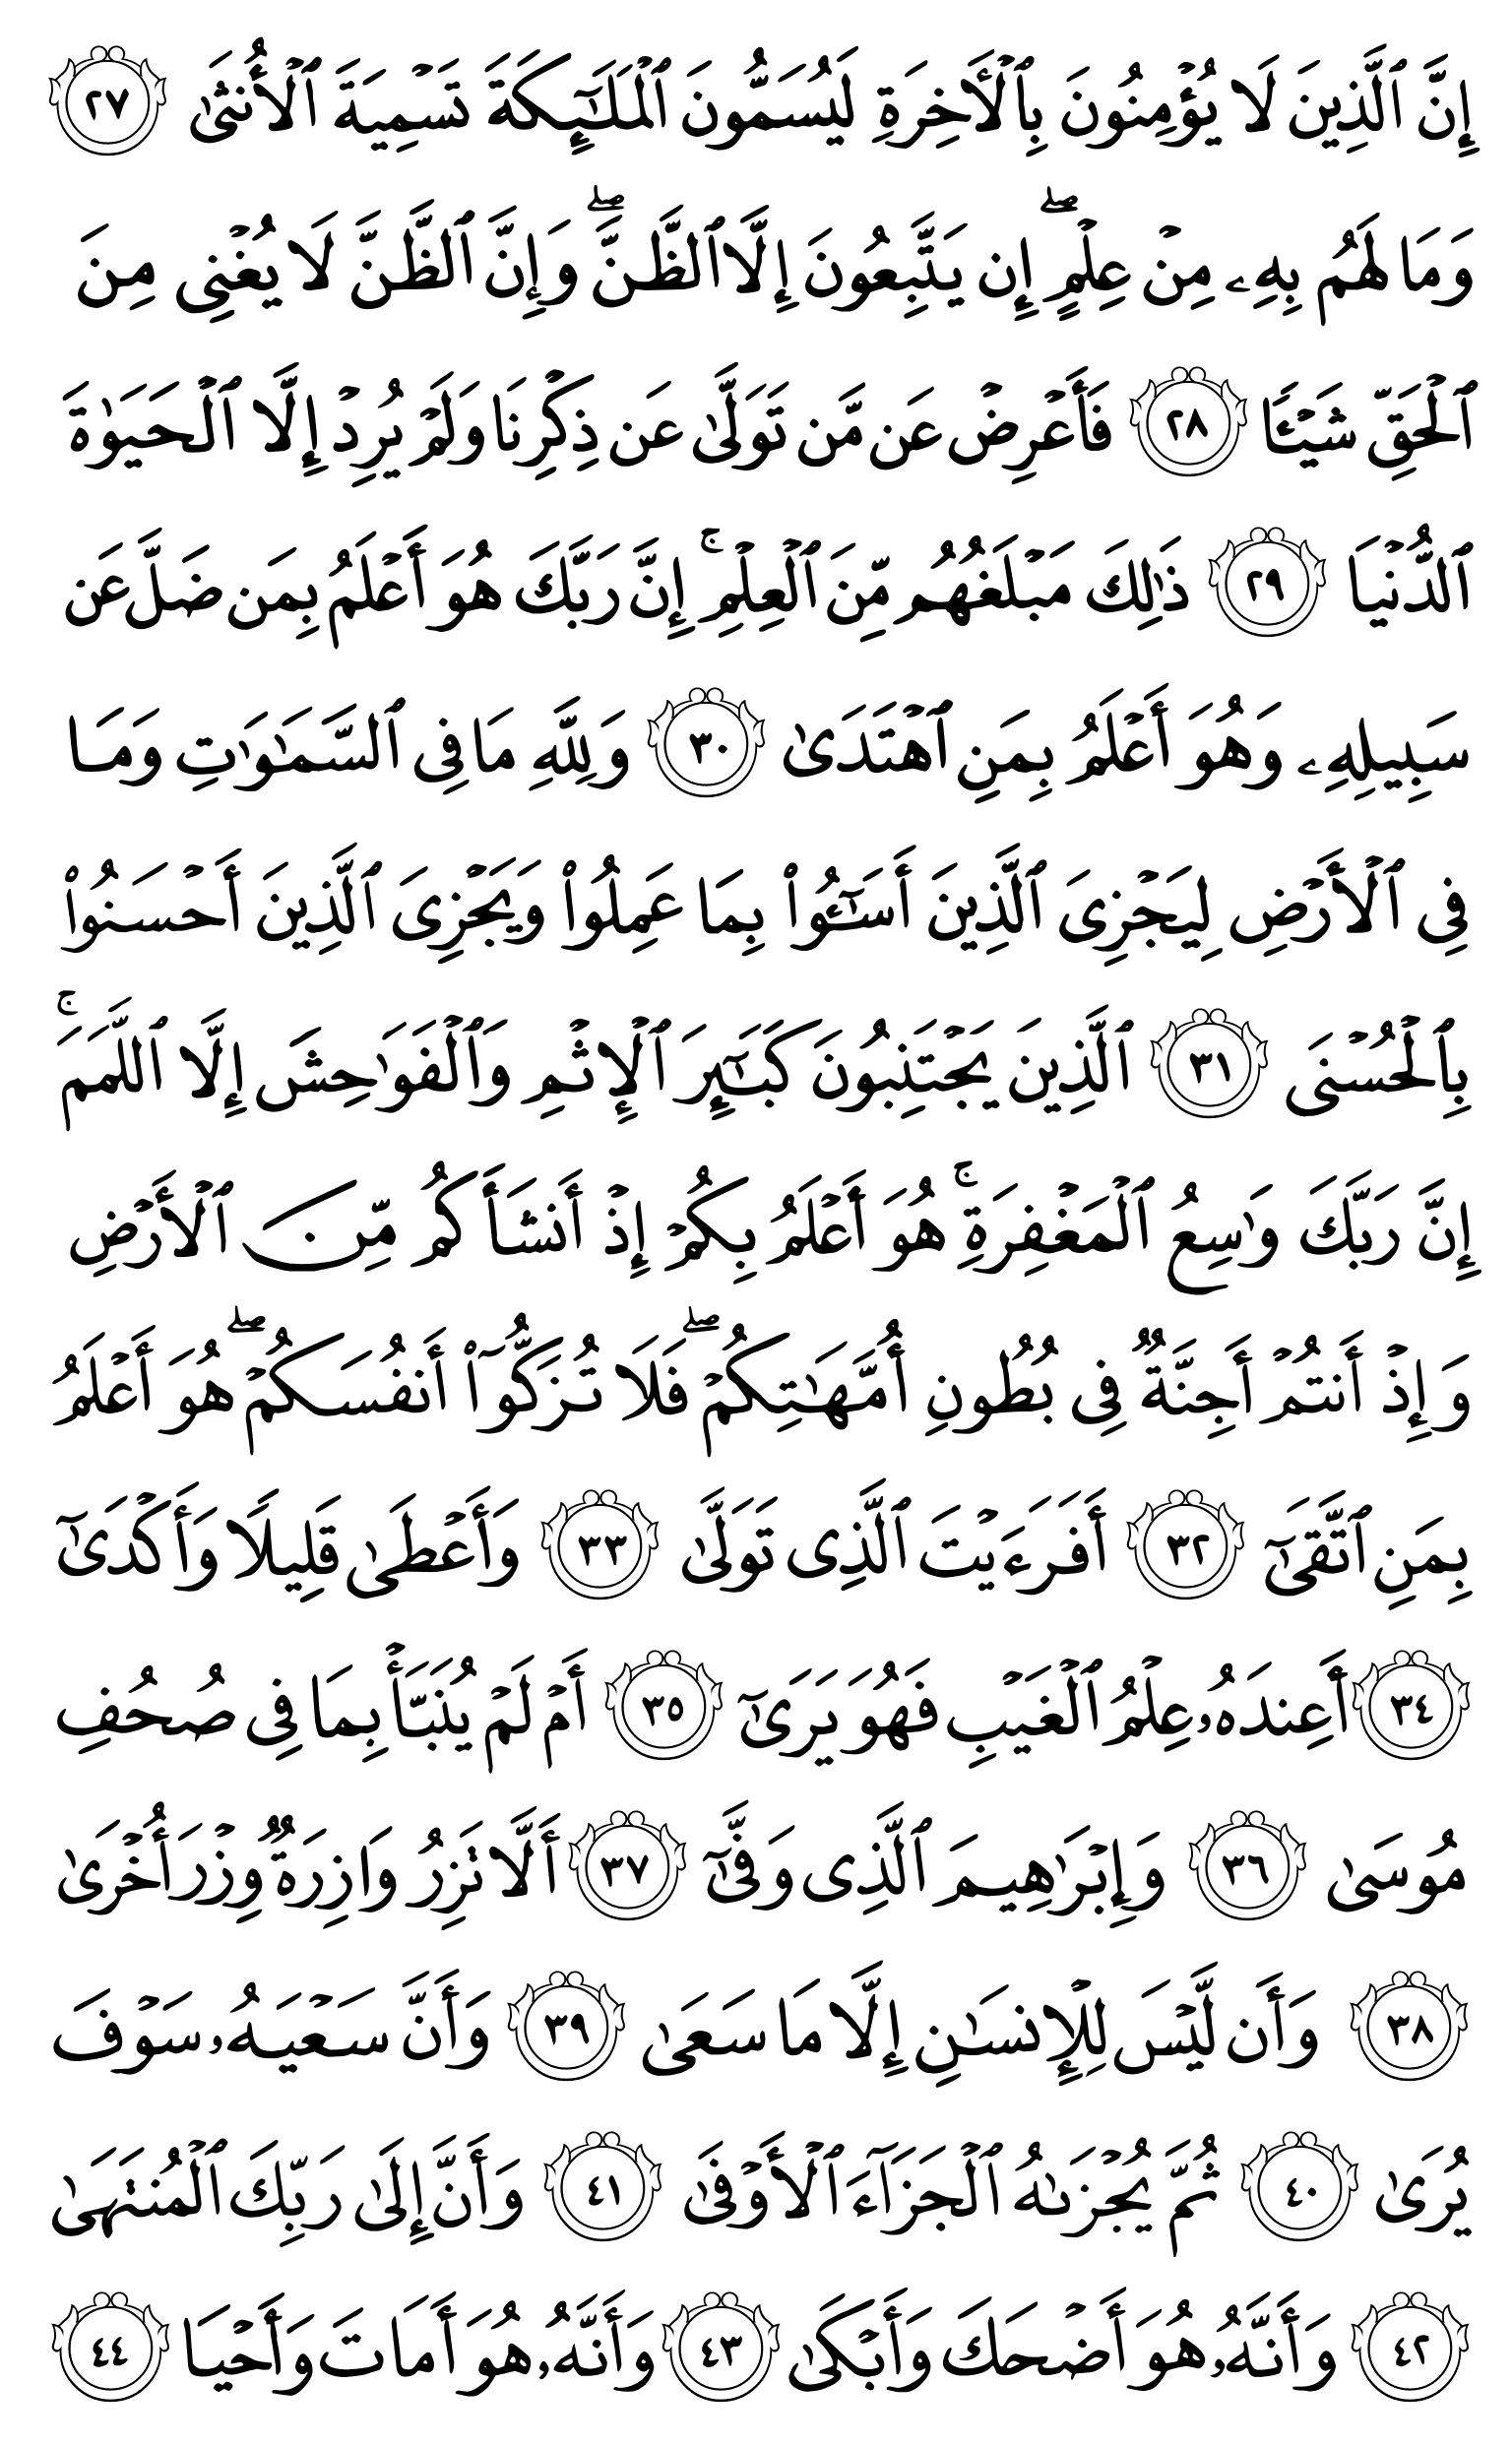 إِنَّ ٱلَّذِينَ لَا يُؤۡمِنُونَ بِٱلۡأٓخِرَةِ لَيُسَمُّونَ ٱلۡمَلَٰٓئِكَةَ تَسۡمِيَةَ ٱلۡأُنثَىٰ ٢٧
وَمَا لَهُم بِهِۦ مِنۡ عِلۡمٍۖ إِن يَتَّبِعُونَ إِلَّا ٱلظَّنَّۖ وَإِنَّ ٱلظَّنَّ لَا يُغۡنِى مِنَ
ٱلۡحَقِّ شَيۡـًٔا ٢٨ فَأَعۡرِضۡ عَن مَّن تَوَلَّىٰ عَن ذِكۡرِنَا وَلَمۡ يُرِدۡ إِلَّا ٱلۡحَيَوٰةَ
ٱلدُّنۡيَا ٢٩ ذَٰلِكَ مَبۡلَغُهُم مِّنَ ٱلۡعِلۡمِۚ إِنَّ رَبَّكَ هُوَ أَعۡلَمُ بِمَن ضَلَّ عَن
سَبِيلِهِۦ وَهُوَ أَعۡلَمُ بِمَنِ ٱهۡتَدَىٰ ٣٠ وَلِلَّهِ مَا فِى ٱلسَّمَٰوَٰتِ وَمَا
فِى ٱلۡأَرۡضِ لِيَجۡزِىَ ٱلَّذِينَ أَسَٰٓـُٔواْ بِمَا عَمِلُواْ وَيَجۡزِىَ ٱلَّذِينَ أَحۡسَنُواْ
بِٱلۡحُسۡنَى ٣١ ٱلَّذِينَ يَجۡتَنِبُونَ كَبَٰٓئِرَ ٱلۡإِثۡمِ وَٱلۡفَوَٰحِشَ إِلَّا ٱللَّمَمَۚ
إِنَّ رَبَّكَ وَٰسِعُ ٱلۡمَغۡفِرَةِۚ هُوَ أَعۡلَمُ بِكُمۡ إِذۡ أَنشَأَكُم مِّنَ ٱلۡأَرۡضِ
وَإِذۡ أَنتُمۡ أَجِنَّةٌ فِى بُطُونِ أُمَّهَٰتِكُمۡۖ فَلَا تُزَكُّوٓاْ أَنفُسَكُمۡۖ هُوَ أَعۡلَمُ
بِمَنِ ٱتَّقَىٰٓ ٣٢ أَفَرَءَيۡتَ ٱلَّذِى تَوَلَّىٰ ٣٣ وَأَعۡطَىٰ قَلِيلًا وَأَكۡدَىٰٓ
٣٤ أَعِندَهُۥ عِلۡمُ ٱلۡغَيۡبِ فَهُوَ يَرَىٰٓ ٣٥ أَمۡ لَمۡ يُنَبَّأۡ بِمَا فِى صُحُفِ
مُوسَىٰ ٣٦ وَإِبۡرَٰهِيمَ ٱلَّذِى وَفَّىٰٓ ٣٧ أَلَّا تَزِرُ وَازِرَةٌ وِزۡرَ أُخۡرَىٰ
٣٨ وَأَن لَّيۡسَ لِلۡإِنسَٰنِ إِلَّا مَا سَعَىٰ ٣٩ وَأَنَّ سَعۡيَهُۥ سَوۡفَ
يُرَىٰ ٤٠ ثُمَّ يُجۡزَىٰهُ ٱلۡجَزَآءَ ٱلۡأَوۡفَىٰ ٤١ وَأَنَّ إِلَىٰ رَبِّكَ ٱلۡمُنتَهَىٰ
٤٢ وَأَنَّهُۥ هُوَ أَضۡحَكَ وَأَبۡكَىٰ ٤٣ وَأَنَّهُۥ هُوَ أَمَاتَ وَأَحۡيَا ٤٤